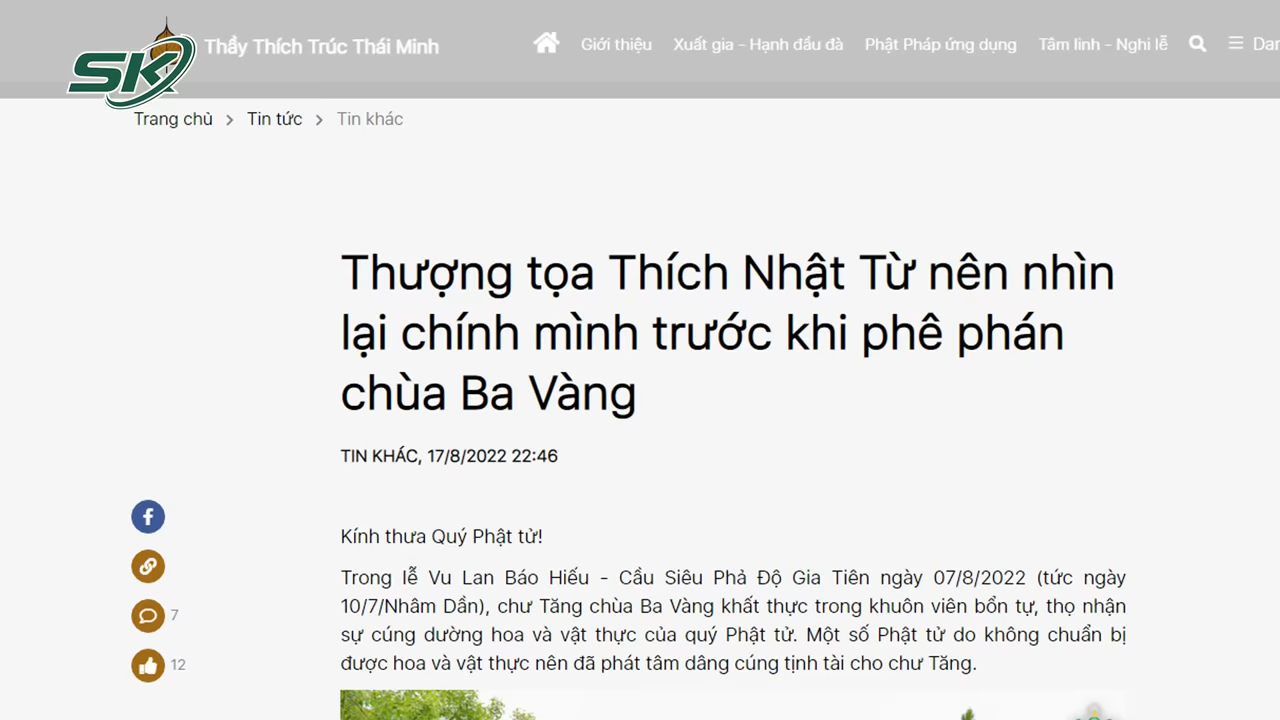 SK
Thầy Thích Trúc Thái Minh
Giới thiệu
Xuất gia - Hạnh đầu đà
Phật Pháp ứng dụng
Tâm linh - Nghi lễ
Dan
Trang chủ > Tin tức > Tin khác
Thượng tọa Thích Nhật Từ nên nhìn
lại chính mình trước khi phê phán
chùa Ba Vàng
TIN KHÁC, 17/8/2022 22:46
Kính thưa Quý Phật tử!
Trong lễ Vu Lan Báo Hiếu - Cầu Siêu Phả Độ Gia Tiên ngày 07/8/2022 (tức ngày
10/7/Nhâm Dần), chư Tăng chùa Ba Vàng khất thực trong khuôn viên bổn tự, thọ nhận
sự cúng dường hoa và vật thực của quý Phật tử. Một số Phật tử do không chuẩn bị
được hoa và vật thực nên đã phát tâm dâng cúng tịnh tài cho chư Tăng.
7
12